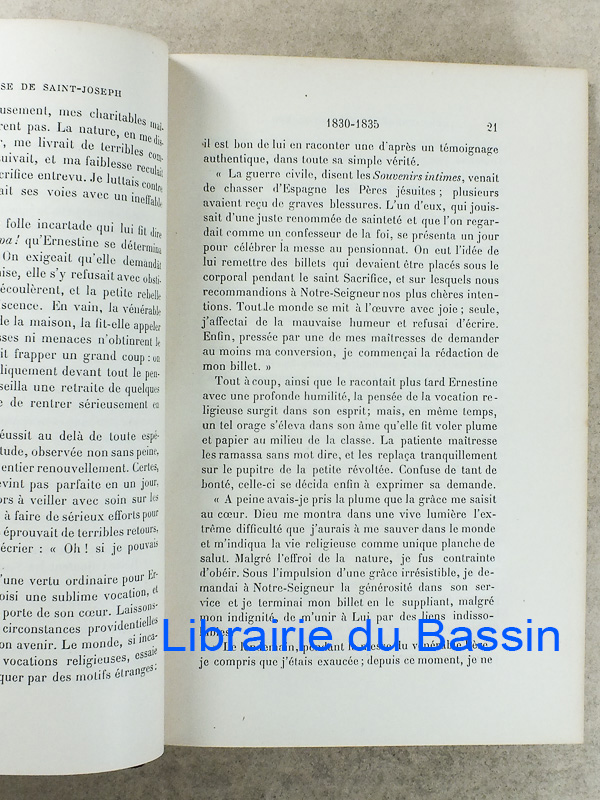 SE DE SAINT-JOSEPH
usement, mes charitables mal-
rent pas. La nature, en me dis-
r, me livrait de terribles com-
uivait, et ma faiblesse reculait
crifice entrevu. Je luttais contre
ait ses voies avec un ineffable
folle incartade qui lui fit dire
pa! qu'Ernestine se détermina
On exigeait qu'elle demandît
ise, elle s'y refusait avec obsti-
écoulèrent, et la petite rebelle
scence. En vain, la vénérable
de la maison, la fit-elle appeler
sses ni menaces n'obtinrent le
it frapper un grand coup : on
liquement devant tout le pen-
seilla une retraite de quelques
e de rentrer sérieusement en
éussit au delà de toute espé-
tude, observée non sans peine,
entier renouvellement. Certes,
vint pas parfaite en un jour,
ors à veiller avec soin sur les
à faire de sérieux efforts pour
éprouvait de terribles retours,
écrier : « Oh! si je pouvais
'une vertu ordinaire pour Er-
oisi une sublime vocation, et
porte de son cœur. Laissons-
circonstances providentielles
on avenir. Le monde, si inca-
vocations religieuses, essaie
quer par des motifs étranges;
1830-1835 21
il est bon de lui en raconter une d'après un témoignage
authentique, dans toute sa simple vérité.
« La guerre civile, disent les Souvenirs intimes, venait
de chasser d'Espagne les Pères jésuites; plusieurs
avaient reçu de graves blessures. L'un d'eux, qui jouis-
sait d'une juste renommée de sainteté et que l'on regar-
dait comme un confesseur de la foi, se présenta un jour
pour célébrer la messe au pensionnat. On eut l'idée de
lui remettre des billets qui devaient être placés sous le
corporal pendant le saint Sacrifice, et sur lesquels nous
recommandions à Notre-Seigneur nos plus chères inten-
tions. Tout le monde se mit à l'œuvre avec joie; seule,
j'affectai de la mauvaise humeur et refusai d'écrire.
Enfin, pressée par une de mes maîtresses de demander
au moins ma conversion, je commençai la rédaction de
mon billet. »
Tout à coup, ainsi que le racontait plus tard Ernestine
avec une profonde humilité, la pensée de la vocation re-
ligieuse surgit dans son esprit; mais, en même temps,
un tel orage s'éleva dans son âme qu'elle fit voler plume
et papier au milieu de la classe. La patiente maîtresse
les ramassa sans mot dire, et les replaça tranquillement
sur le pupitre de la petite révoltée. Confuse de tant de
bonté, celle-ci se décida enfin à exprimer sa demande.
« A peine avais-je pris la plume que la grâce me saisit
au cœur. Dieu me montra dans une vive lumière l'ex-
trême difficulté que j'aurais à me sauver dans le monde
et m'indiqua la vie religieuse comme unique planche de
salut. Malgré l'effroi de la nature, je fus contrainte
d'obéir. Sous l'impulsion d'une grâce irrésistible, je de-
mandai à Notre-Seigneur la générosité dans son ser-
vice et je terminai mon billet en le suppliant, malgré
mon indignité, de m'unir à Lui par des liens indisso-
lubles.
Librairie du Bassin
« Le lendemain, pendant la messe du vénérable Père,
je compris que j'étais exaucée; depuis ce moment, je ne